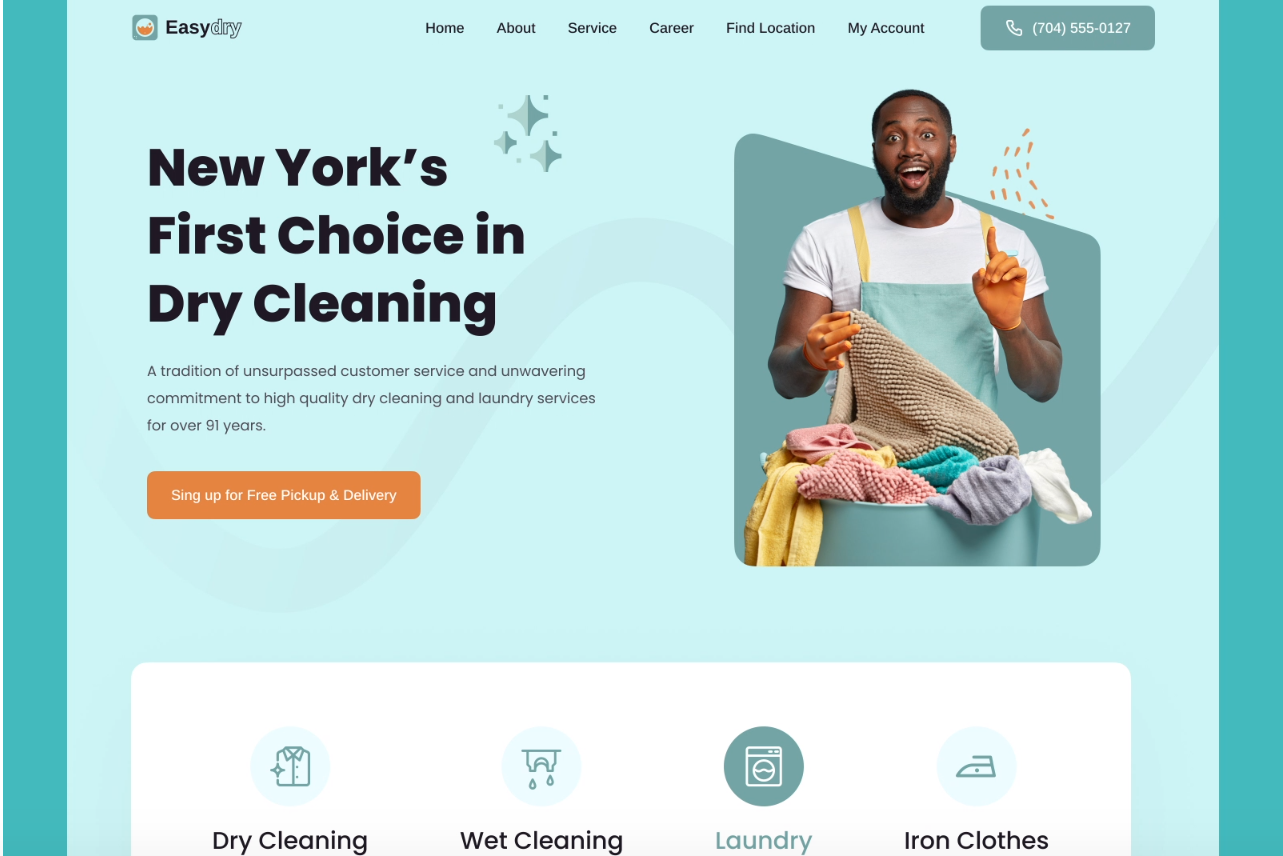 Easydry
Home
About
Service
Career
Find Location
My Account
(704) 555-0127
New York’s
First Choice in
Dry Cleaning
A tradition of unsurpassed customer service and unwavering
commitment to high quality dry cleaning and laundry services
for over 91 years.
Sing up for Free Pickup & Delivery
Dry Cleaning
Wet Cleaning
Laundry
Iron Clothes